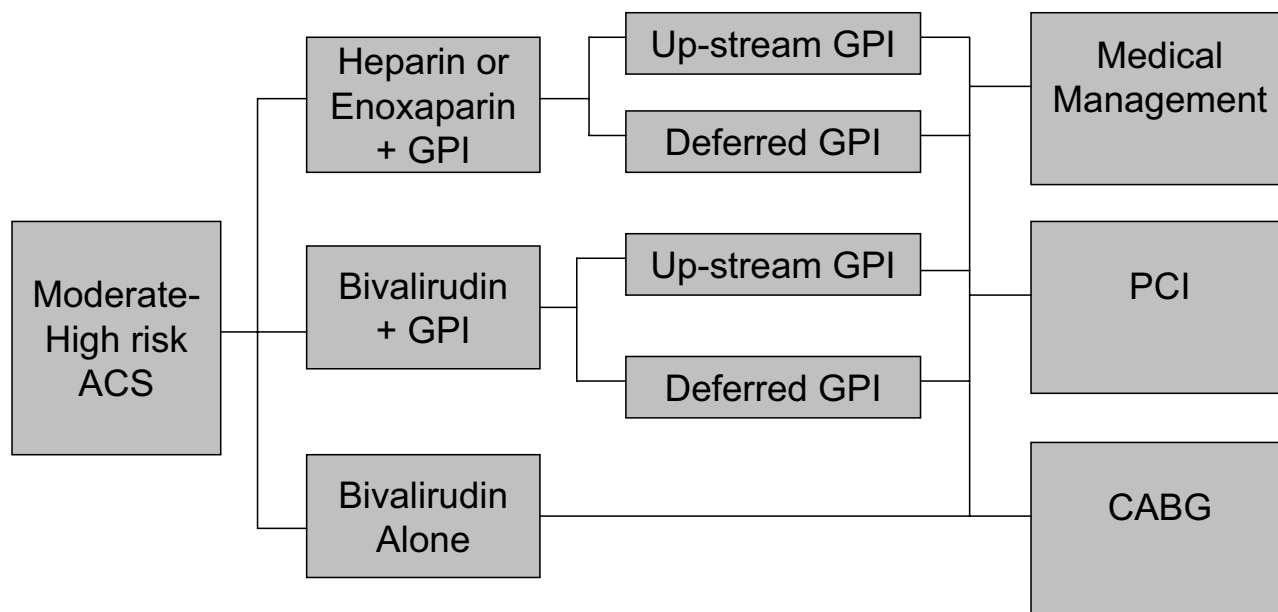 Moderate-
High risk
ACS
Heparin or
Enoxaparin
+ GPI
Bivalirudin
+ GPI
Bivalirudin
Alone
Up-stream GPI
Deferred GPI
Up-stream GPI
Deferred GPI
Medical
Management
PCI
CABG